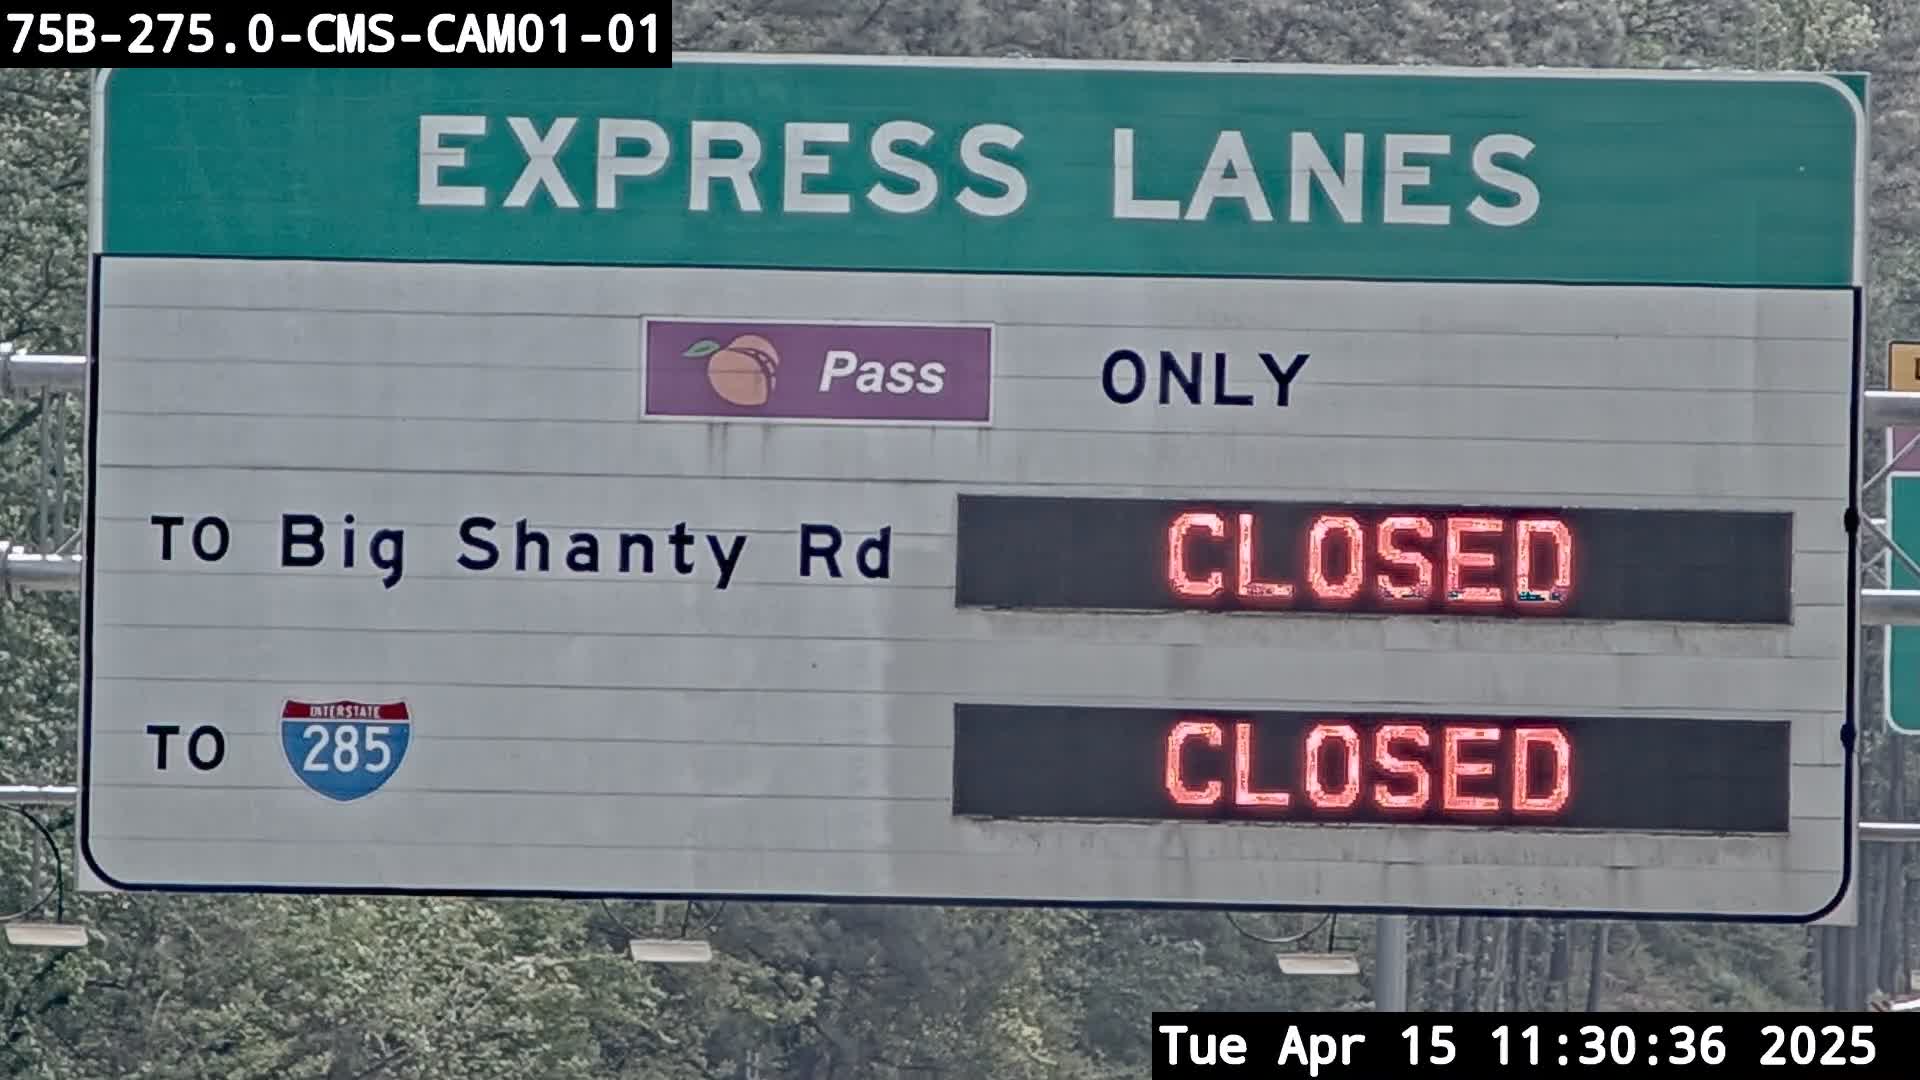 75B-275.0-CMS-CAM01-01
EXPRESS LANES
Pass ONLY
TO Big Shanty Rd CLOSED
TO INTERSTATE 285 CLOSED
Tue Apr 15 11:30:36 2025